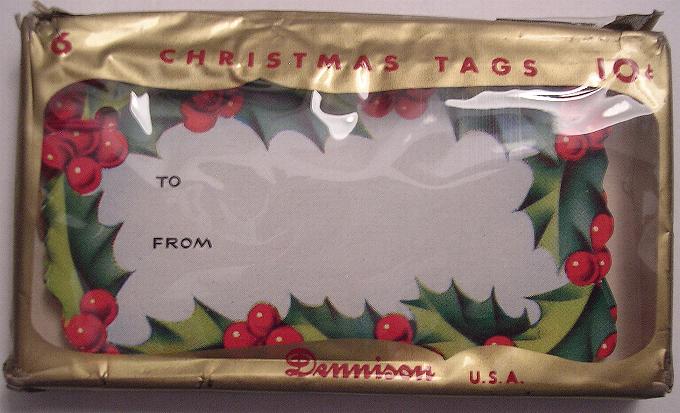 6 CHRISTMAS TAGS 10¢
TO
FROM
Dennison U.S.A.